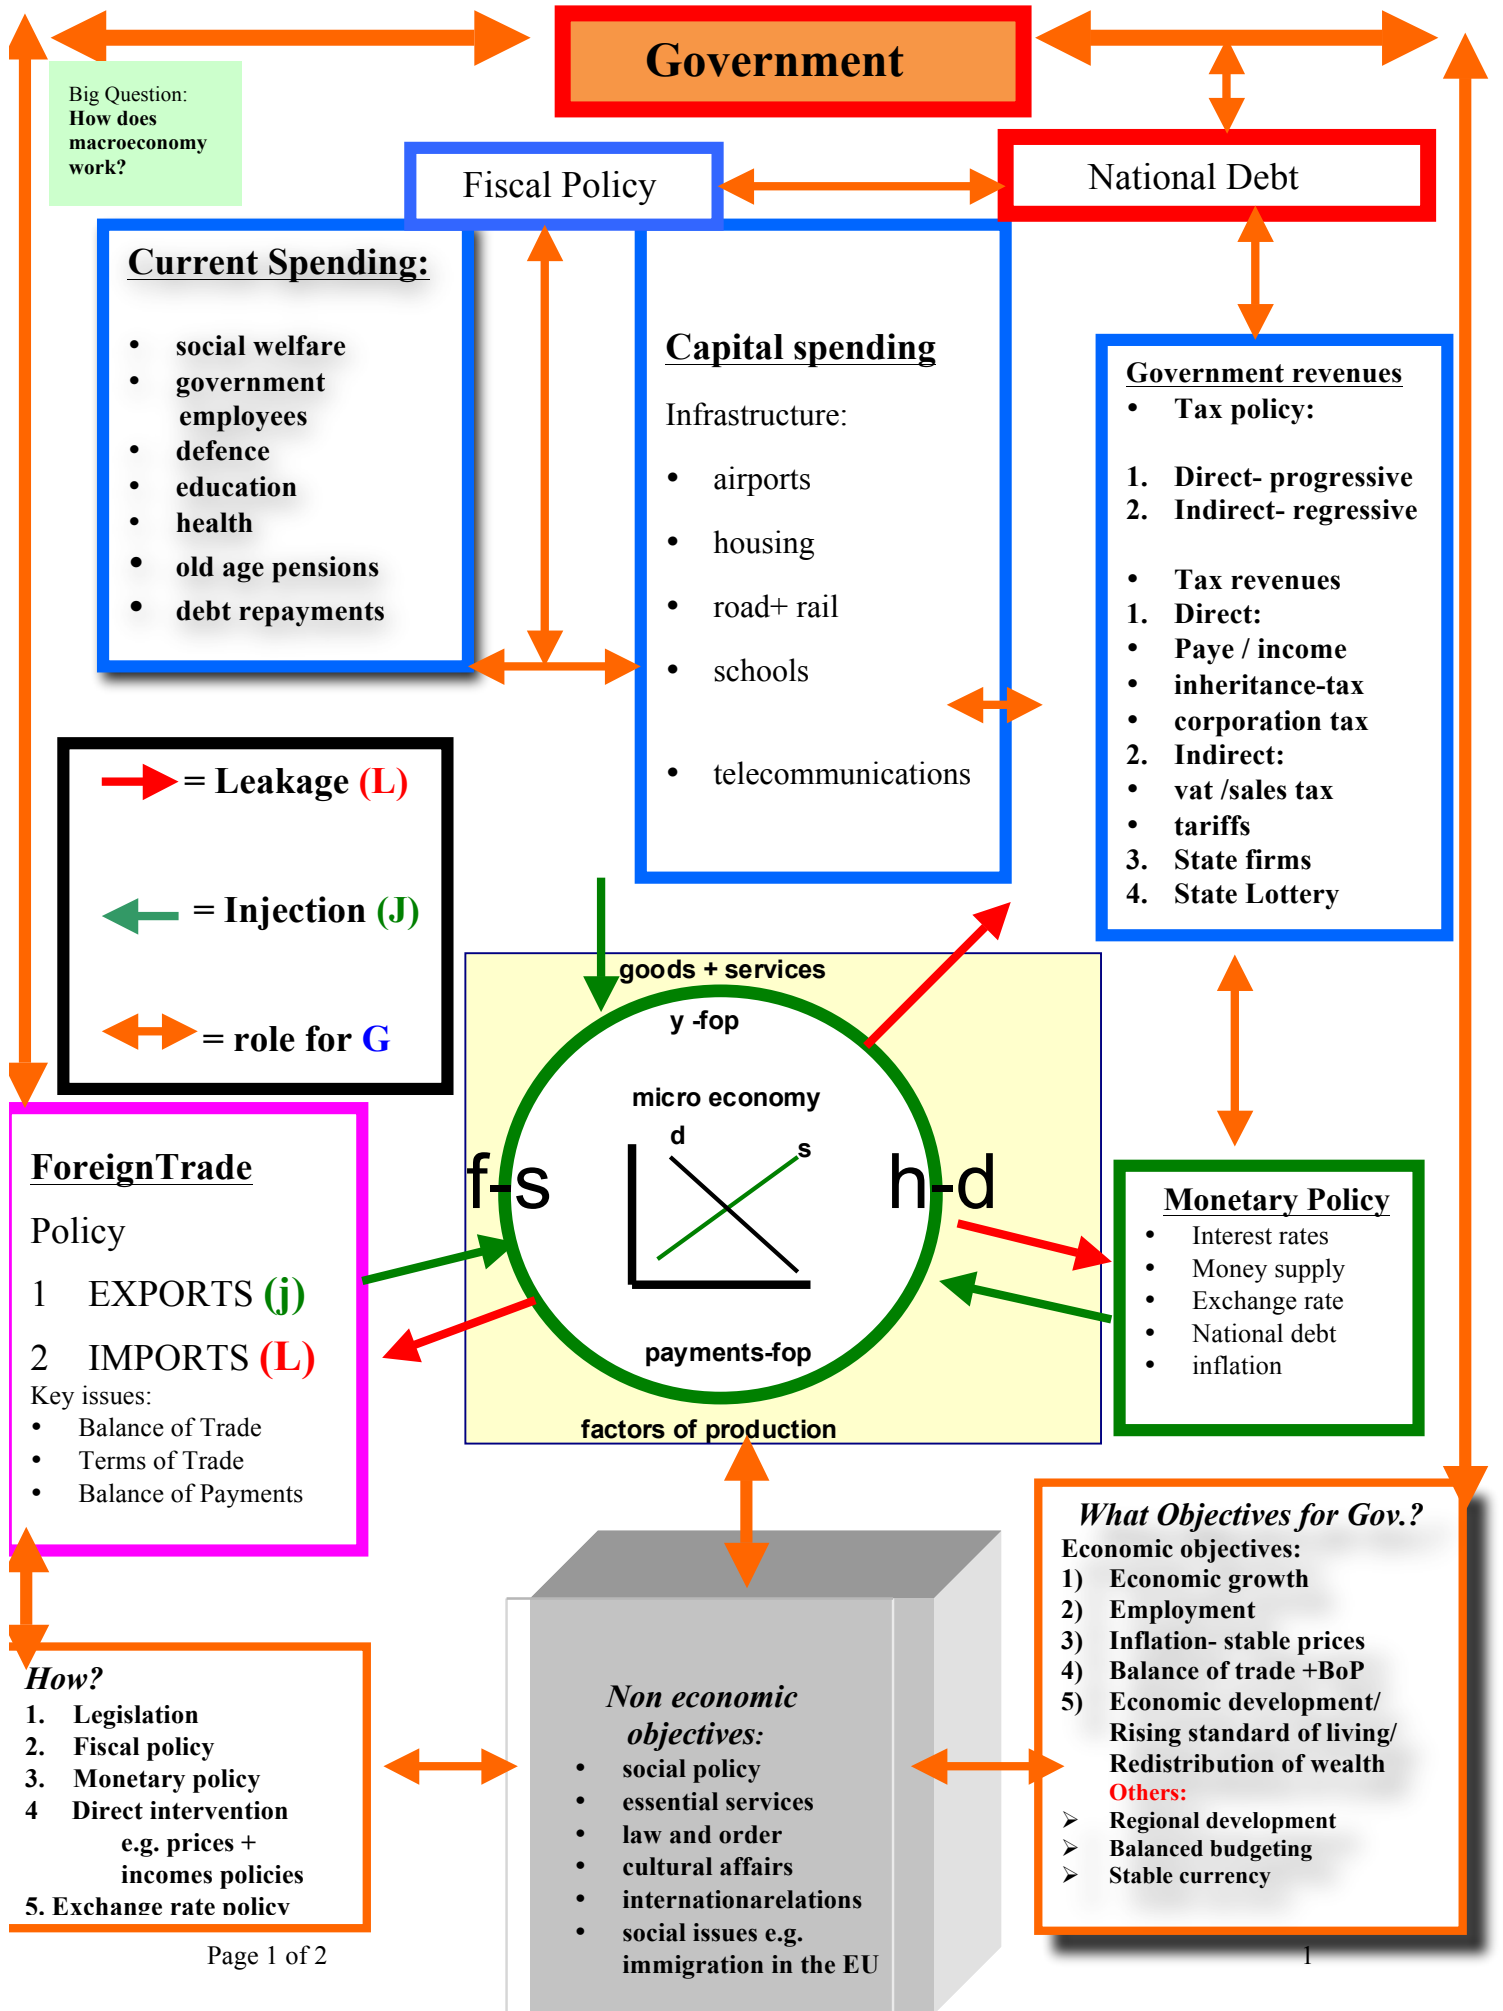 Government
Big Question:
How does
macroeconomy
work?
Fiscal Policy
National Debt
Current Spending:
• social welfare
• government
employees
• defence
• education
• health
• old age pensions
• debt repayments
Capital spending
Infrastructure:
• airports
• housing
• road+ rail
• schools
• telecommunications
Government revenues
• Tax policy:
1. Direct- progressive
2. Indirect- regressive
• Tax revenues
1. Direct:
• Paye / income
• inheritance-tax
• corporation tax
2. Indirect:
• vat /sales tax
• tariffs
3. State firms
4. State Lottery
= Leakage (L)
= Injection (J)
= role for G
goods + services
y -fop
micro economy
d
s
f-s
h-d
payments-fop
factors of production
ForeignTrade
Policy
1 EXPORTS (j)
2 IMPORTS (L)
Key issues:
• Balance of Trade
• Terms of Trade
• Balance of Payments
Monetary Policy
• Interest rates
• Money supply
• Exchange rate
• National debt
• inflation
How?
1. Legislation
2. Fiscal policy
3. Monetary policy
4 Direct intervention
e.g. prices +
incomes policies
5. Exchange rate policy
Non economic
objectives:
• social policy
• essential services
• law and order
• cultural affairs
• internationarelations
• social issues e.g.
immigration in the EU
What Objectives for Gov.?
Economic objectives:
1) Economic growth
2) Employment
3) Inflation- stable prices
4) Balance of trade +BoP
5) Economic development/
Rising standard of living/
Redistribution of wealth
Others:
➢ Regional development
➢ Balanced budgeting
➢ Stable currency
Page 1 of 2
1